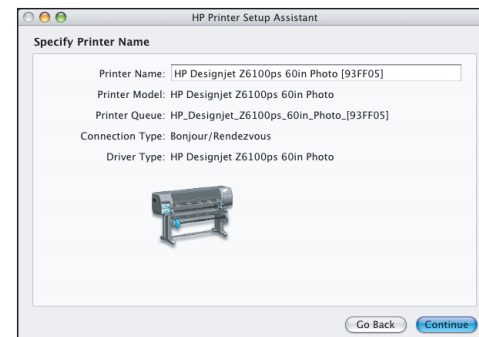 HP Printer Setup Assistant
Specify Printer Name
Printer Name: HP Designjet Z6100ps 60in Photo [93FF05]
Printer Model: HP Designjet Z6100ps 60in Photo
Printer Queue: HP_Designjet_Z6100ps_60in_Photo_[93FF05]
Connection Type: Bonjour/Rendezvous
Driver Type: HP Designjet Z6100ps 60in Photo
Go Back Continue